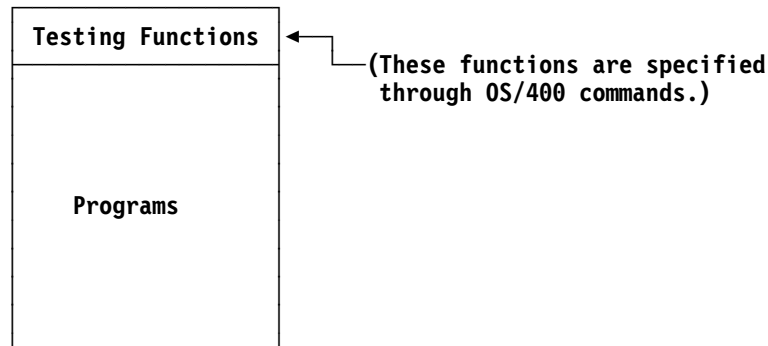 Testing Functions
(These functions are specified
through OS/400 commands.)
Programs